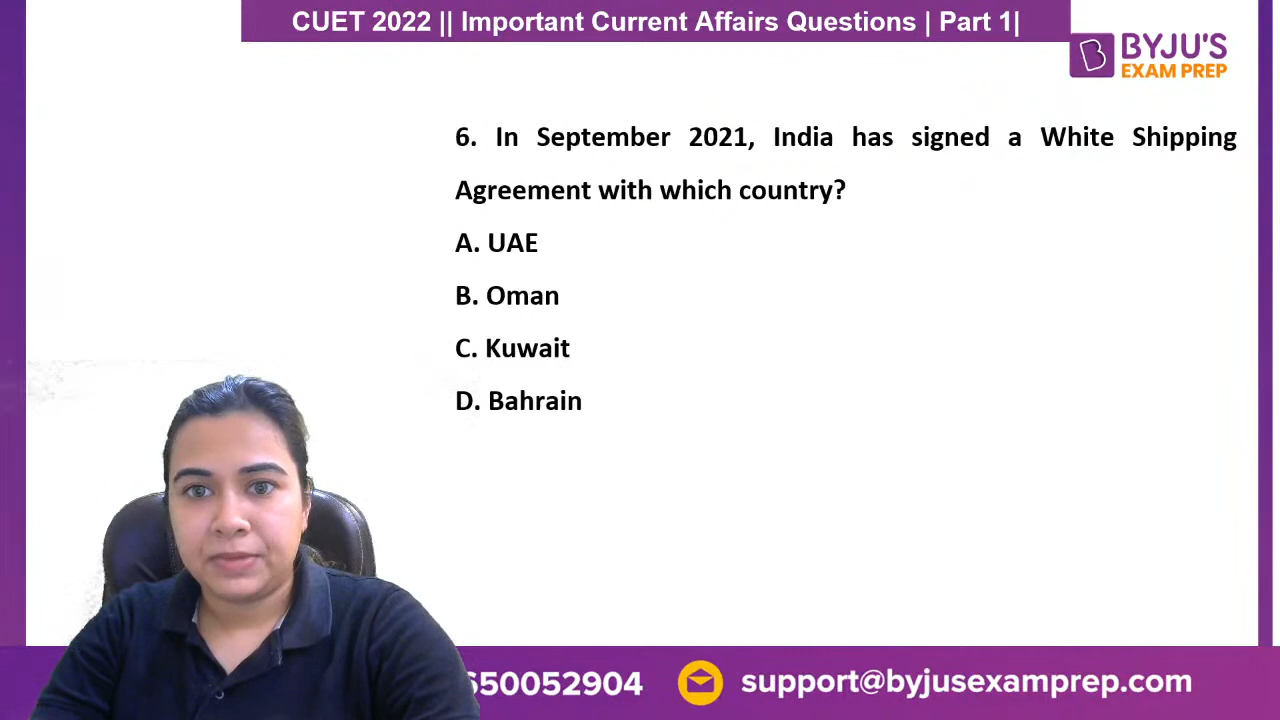 CUET 2022 || Important Current Affairs Questions | Part 1|
BYJU'S
EXAM PREP
6. In September 2021, India has signed a White Shipping
Agreement with which country?
A. UAE
B. Oman
C. Kuwait
D. Bahrain
650052904
support@byjusexamprep.com